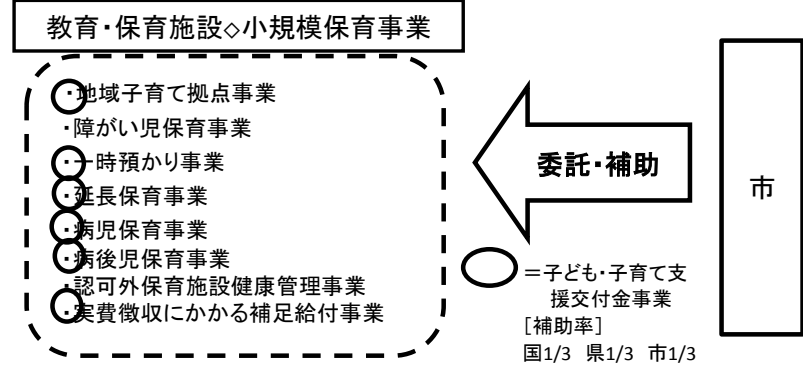 教育・保育施設◇小規模保育事業
・地域子育て拠点事業
・障がい児保育事業
・一時預かり事業
・延長保育事業
・病児保育事業
・病後児保育事業
・認可外保育施設健康管理事業
・実費徴収にかかる補足給付事業
委託・補助
市
＝子ども・子育て支
援交付金事業
[補助率]
国1/3 県1/3 市1/3